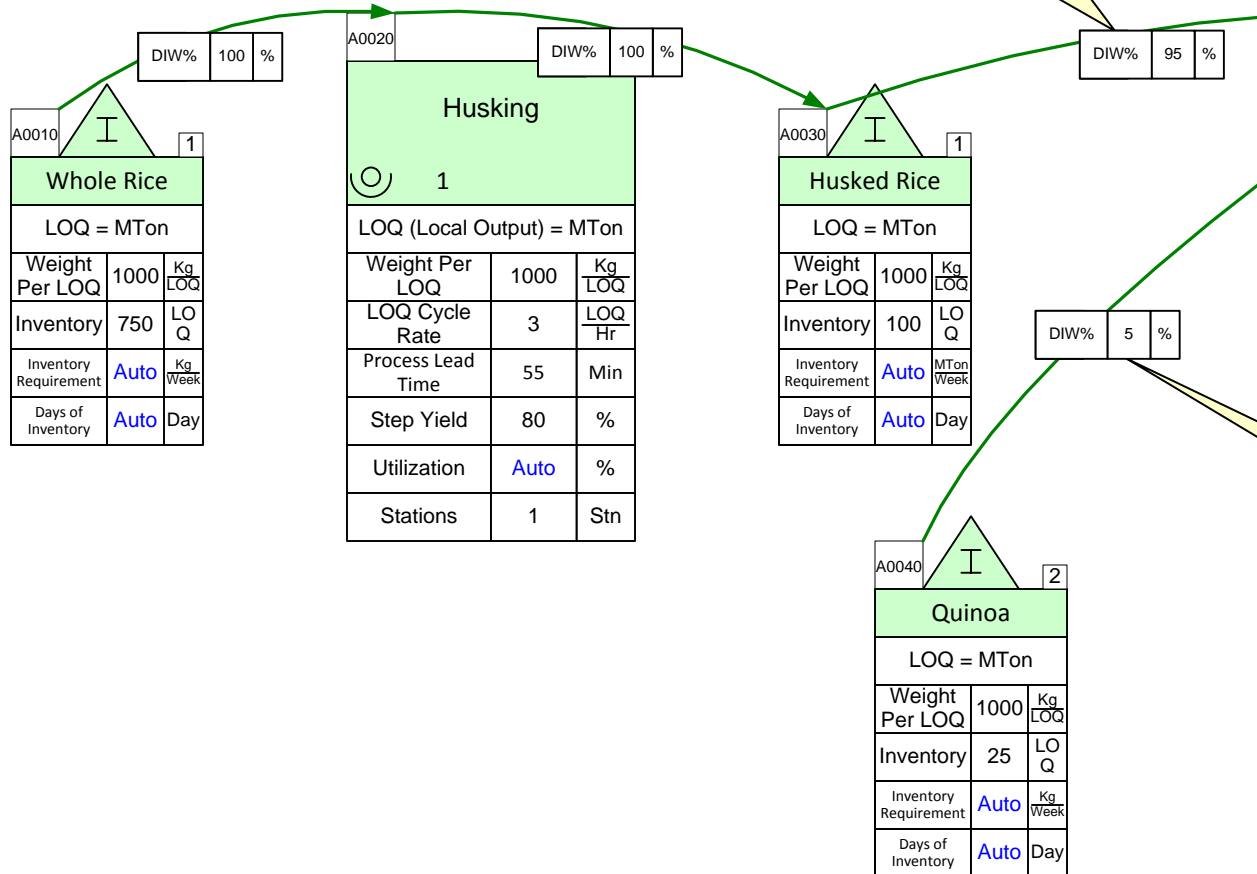 DIW% 100 %
A0010
I
1
Whole Rice
LOQ = MTon
Weight
Per LOQ 1000 Kg
LOQ
Inventory 750 LO
Q
Inventory
Requirement Auto Kg
Week
Days of
Inventory Auto Day
A0020
DIW% 100 %
Husking
1
LOQ (Local Output) = MTon
Weight Per
LOQ 1000 Kg
LOQ
LOQ Cycle
Rate 3 LOQ
Hr
Process Lead
Time 55 Min
Step Yield 80 %
Utilization Auto %
Stations 1 Stn
DIW% 95 %
A0030
I
1
Husked Rice
LOQ = MTon
Weight
Per LOQ 1000 Kg
LOQ
Inventory 100 LO
Q
Inventory
Requirement Auto MTon
Week
Days of
Inventory Auto Day
DIW% 5 %
A0040
I
2
Quinoa
LOQ = MTon
Weight
Per LOQ 1000 Kg
LOQ
Inventory 25 LO
Q
Inventory
Requirement Auto Kg
Week
Days of
Inventory Auto Day